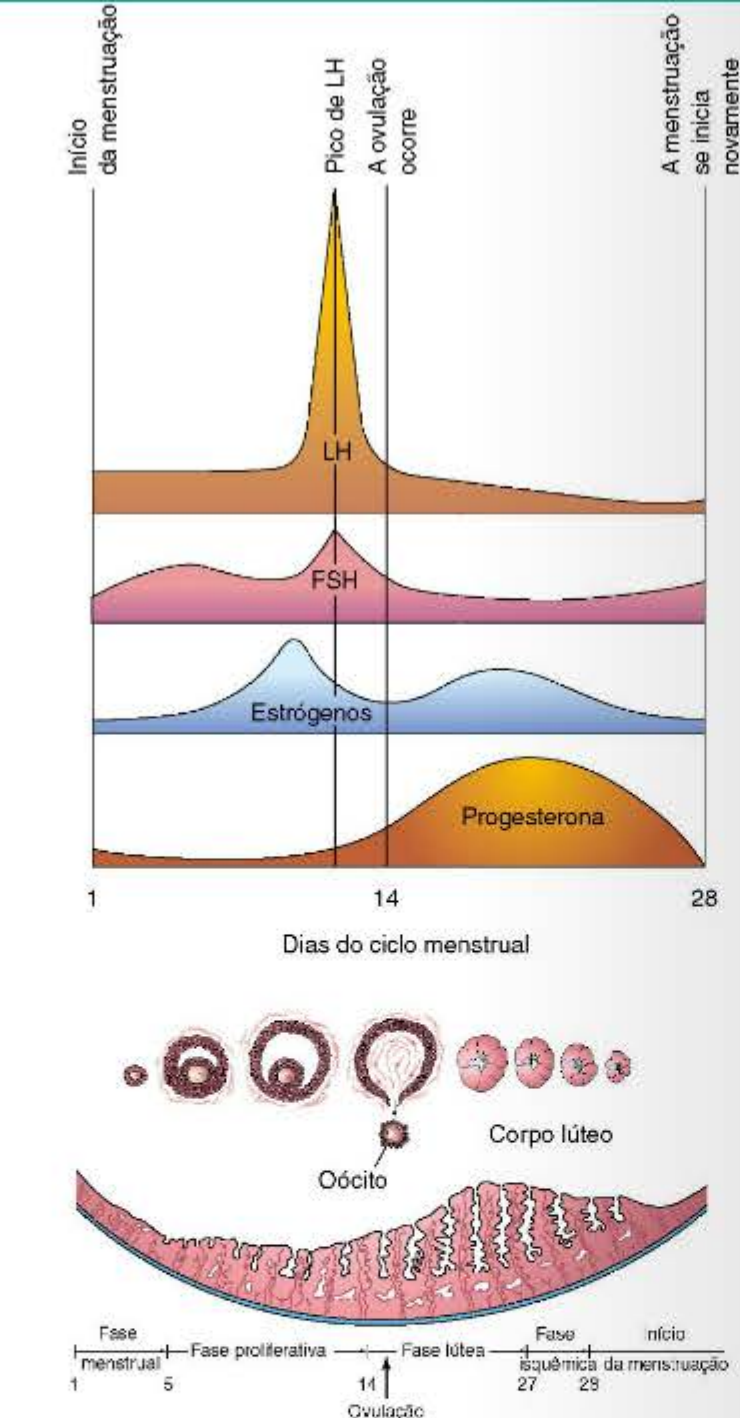 Início
da menstruação
Pico de LH
A ovulação
ocorre
A menstruação
se inicia
novamente
LH
FSH
Estrógenos
Progesterona
1
14
28
Dias do ciclo menstrual
Corpo lúteo
Oócito
Fase
menstrual
Fase proliferativa
Fase lútea
Fase
isquêmica
Início
da menstruação
1
5
14
27
28
Ovulação